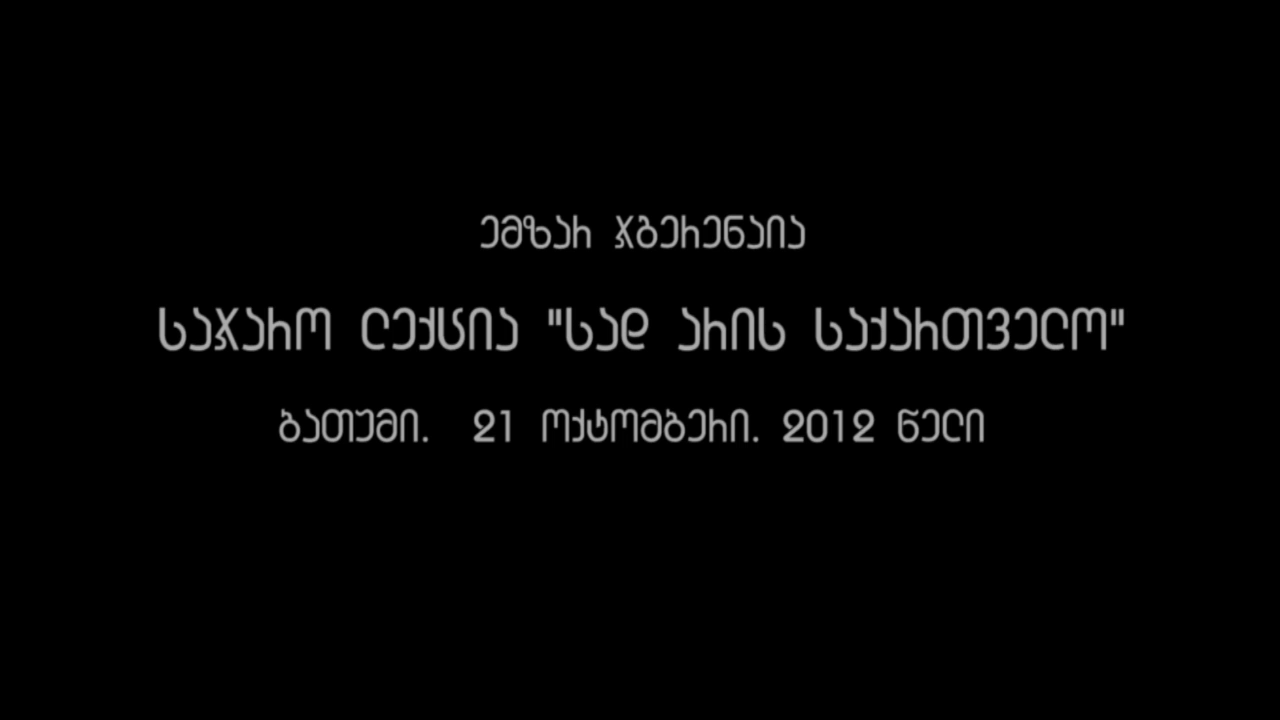 ემზარ ჯგერენაია
საჯარო ლექცია "სად არის საქართველო"
ბათუმი. 21 ოქტომბერი. 2012 წელი